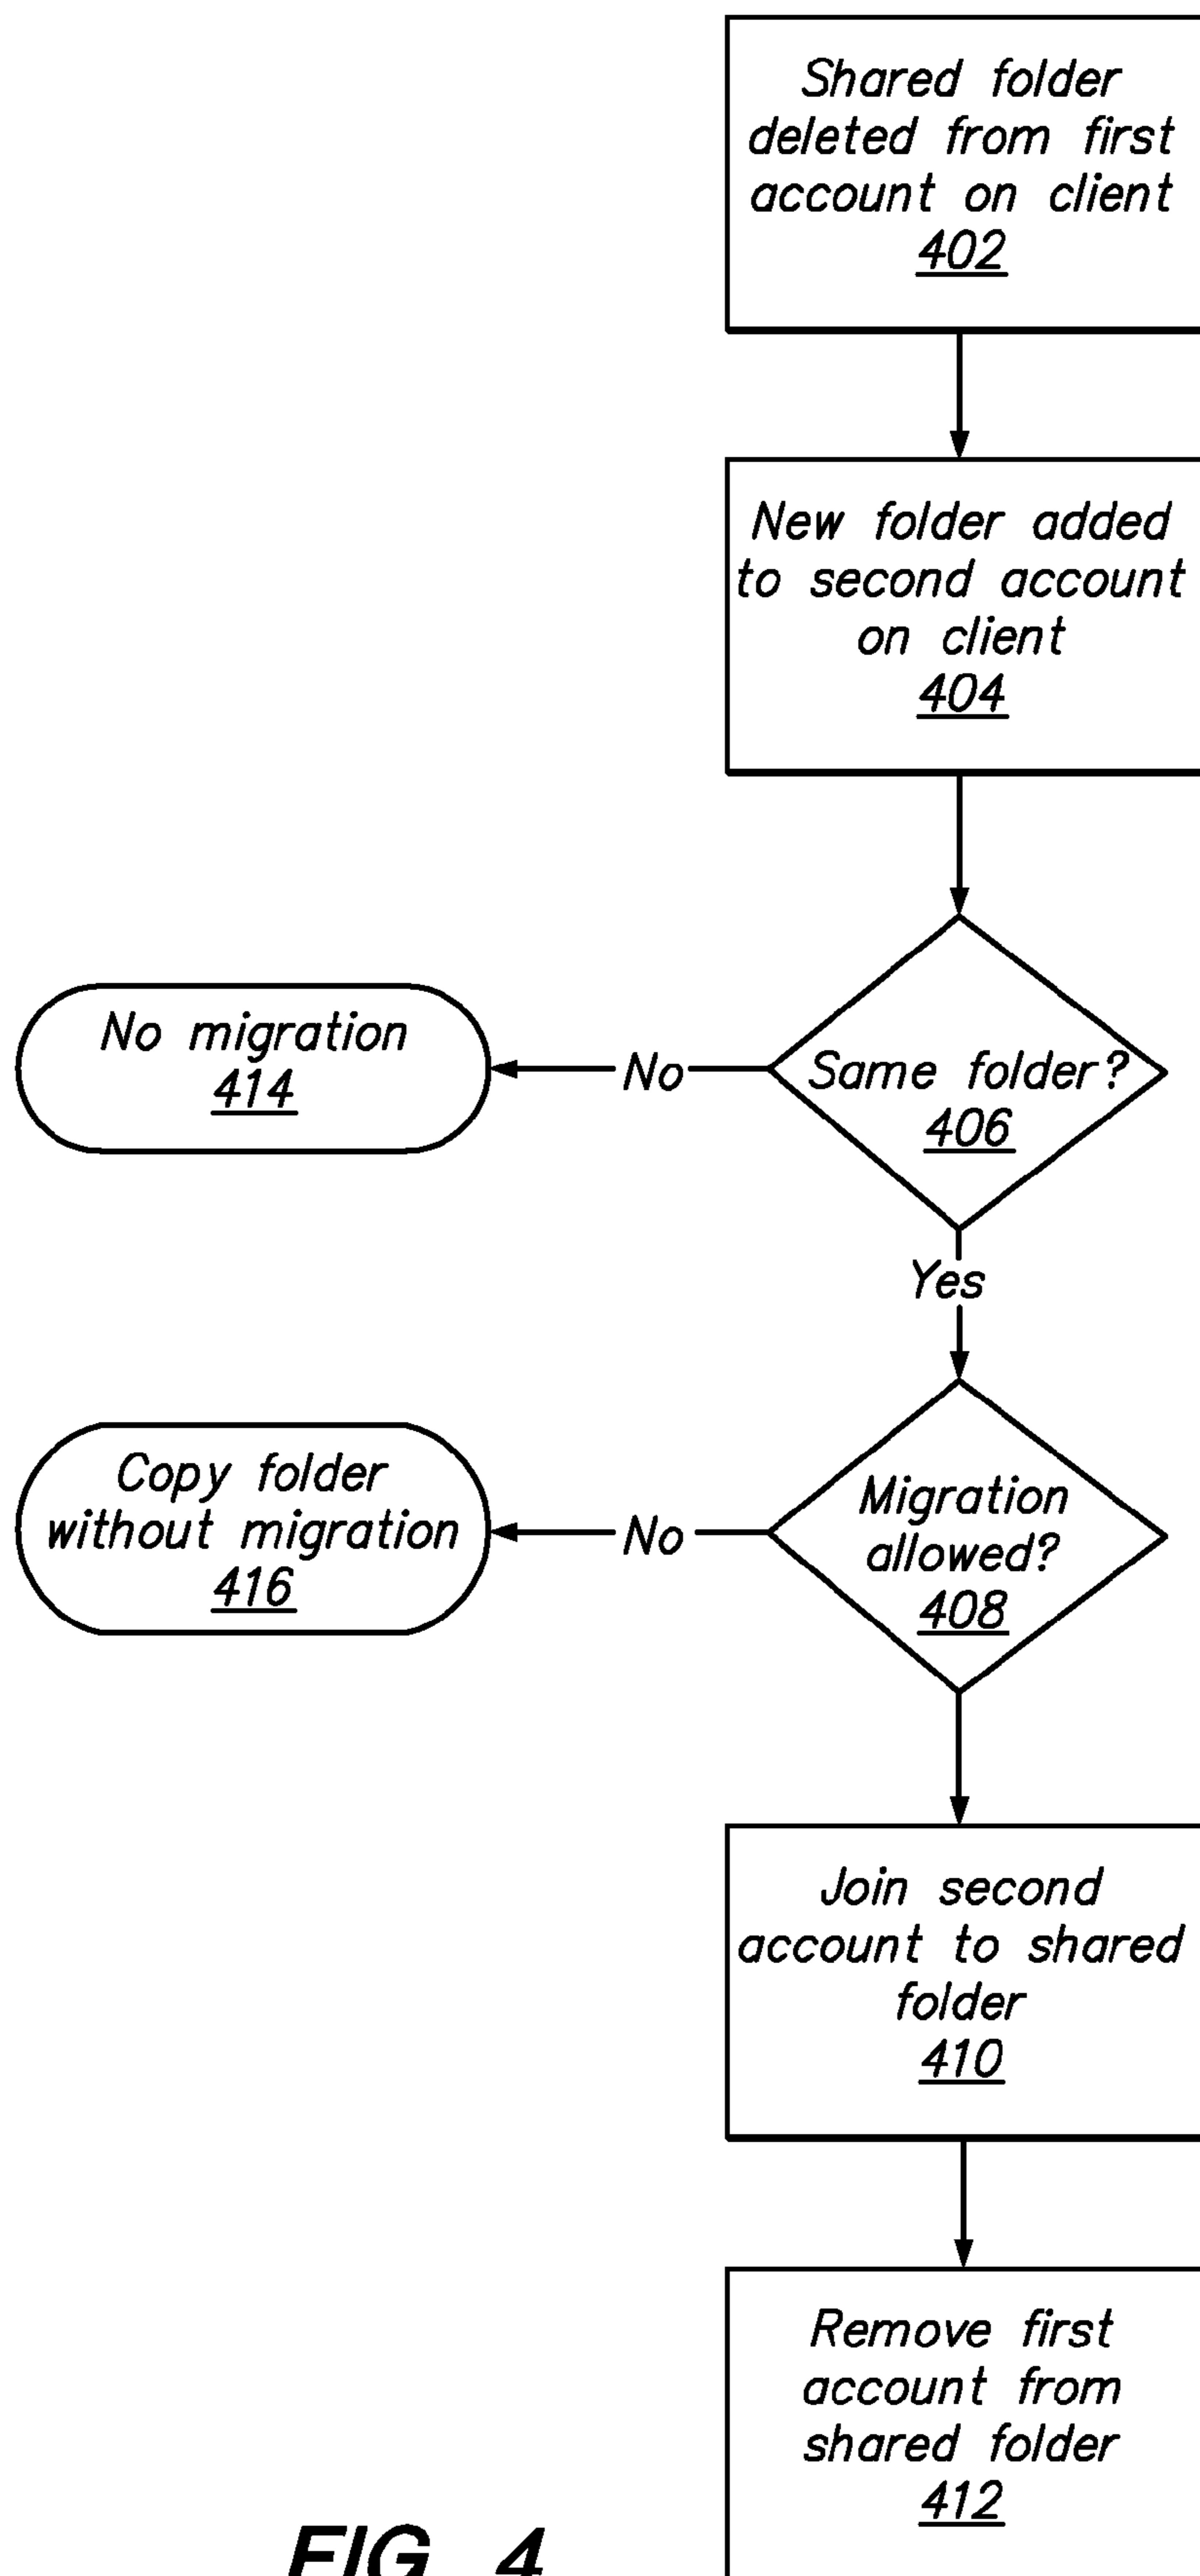 Shared folder
deleted from first
account on client
402
New folder added
to second account
on client
404
Same folder?
406
No
No migration
414
Yes
Migration
allowed?
408
No
Copy folder
without migration
416
Join second
account to shared
folder
410
Remove first
account from
shared folder
412
FIG. 4